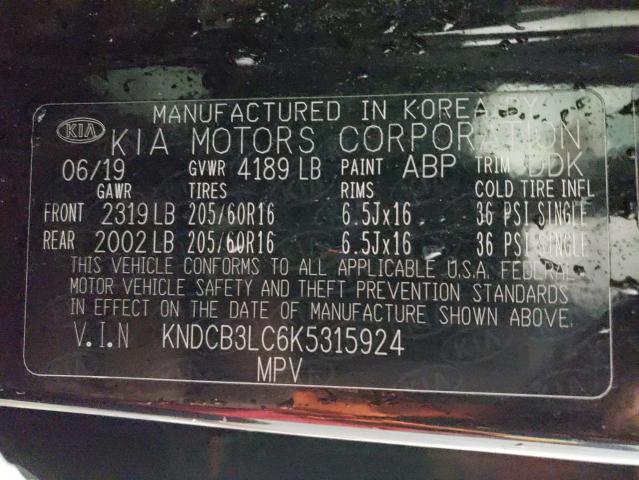 MANUFACTURED IN KOREA BY
KIA KIA MOTORS CORPORATION
06/19 GVWR 4189 LB PAINT ABP TRIM DDK
GAWR TIRES RIMS COLD TIRE INFL
FRONT 2319 LB 205/60R16 6.5Jx16 36 PSI SINGLE
REAR 2002 LB 205/60R16 6.5Jx16 36 PSI SINGLE
THIS VEHICLE CONFORMS TO ALL APPLICABLE U.S.A. FEDERAL
MOTOR VEHICLE SAFETY AND THEFT PREVENTION STANDARDS
IN EFFECT ON THE DATE OF MANUFACTURE SHOWN ABOVE.
V.I.N KNDCB3LC6K5315924
MPV